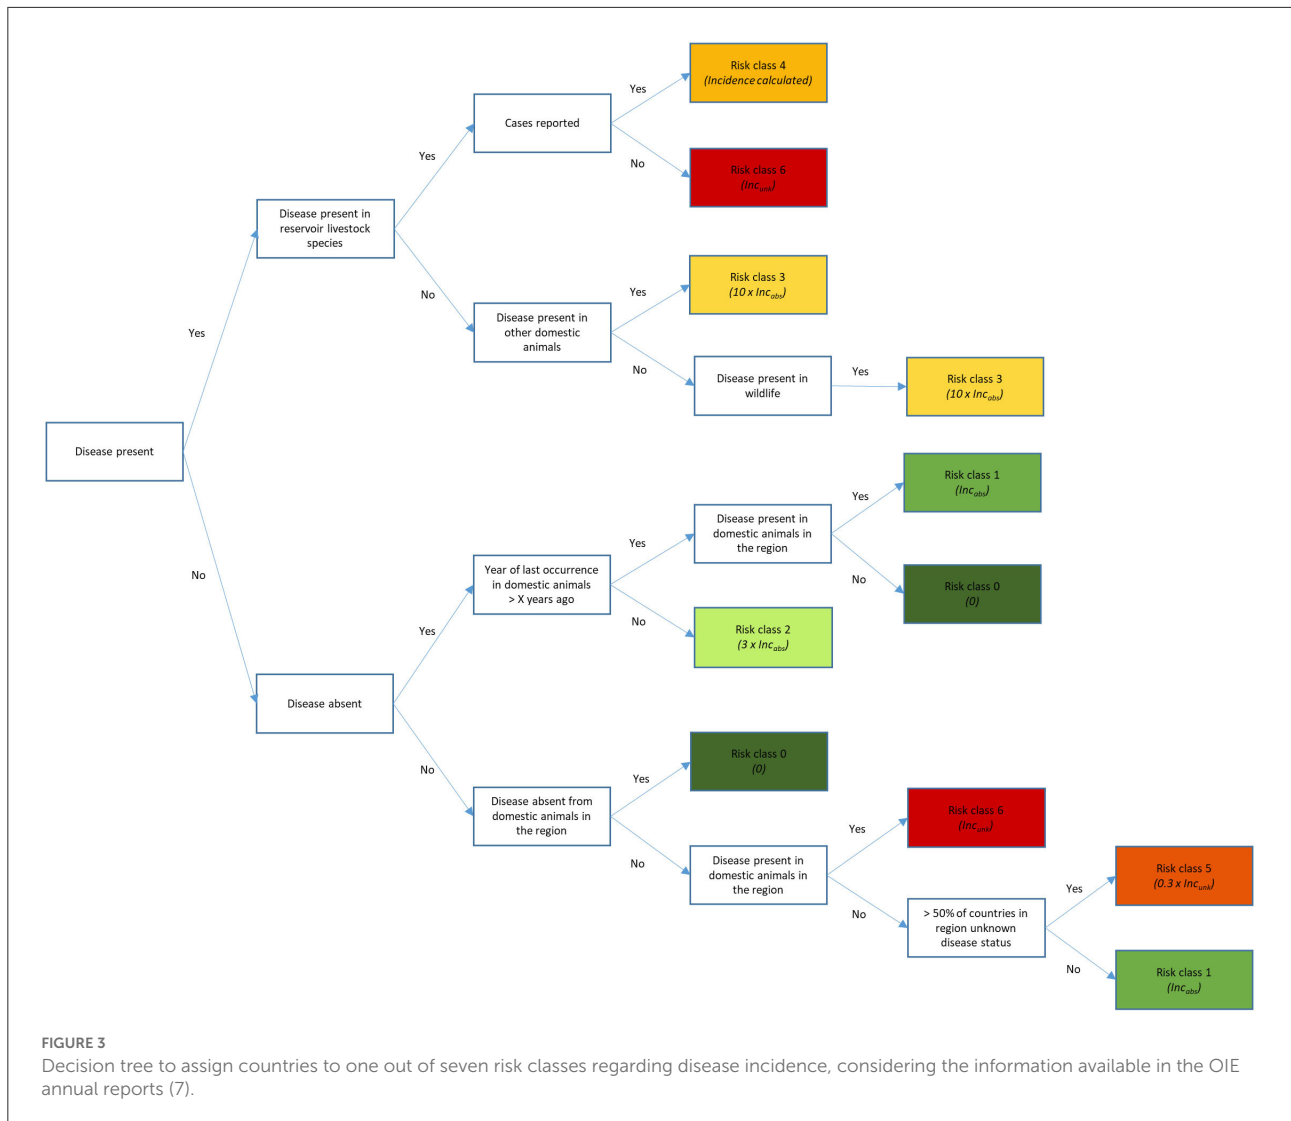 Risk class 4
(Incidence calculated)
Yes
Cases reported
No
Risk class 6
(Inc_unk)
Yes
Disease present in
reservoir livestock
species
No
Risk class 3
(10 x Inc_abs)
Yes
Disease present in
other domestic
animals
No
Disease present in
wildlife
Yes
Risk class 3
(10 x Inc_abs)
Yes
Disease present
No
Risk class 1
(Inc_abs)
Yes
Disease present in
domestic animals in
the region
No
Risk class 0
(0)
Yes
Year of last occurrence
in domestic animals
> X years ago
No
Risk class 2
(3 x Inc_abs)
Yes
Disease absent
No
Risk class 0
(0)
Yes
Disease absent from
domestic animals in
the region
No
Disease present in
domestic animals in
the region
Yes
Risk class 6
(Inc_unk)
No
> 50% of countries in
region unknown
disease status
Yes
Risk class 5
(0.3 x Inc_unk)
No
Risk class 1
(Inc_abs)
FIGURE 3
Decision tree to assign countries to one out of seven risk classes regarding disease incidence, considering the information available in the OIE
annual reports (7).